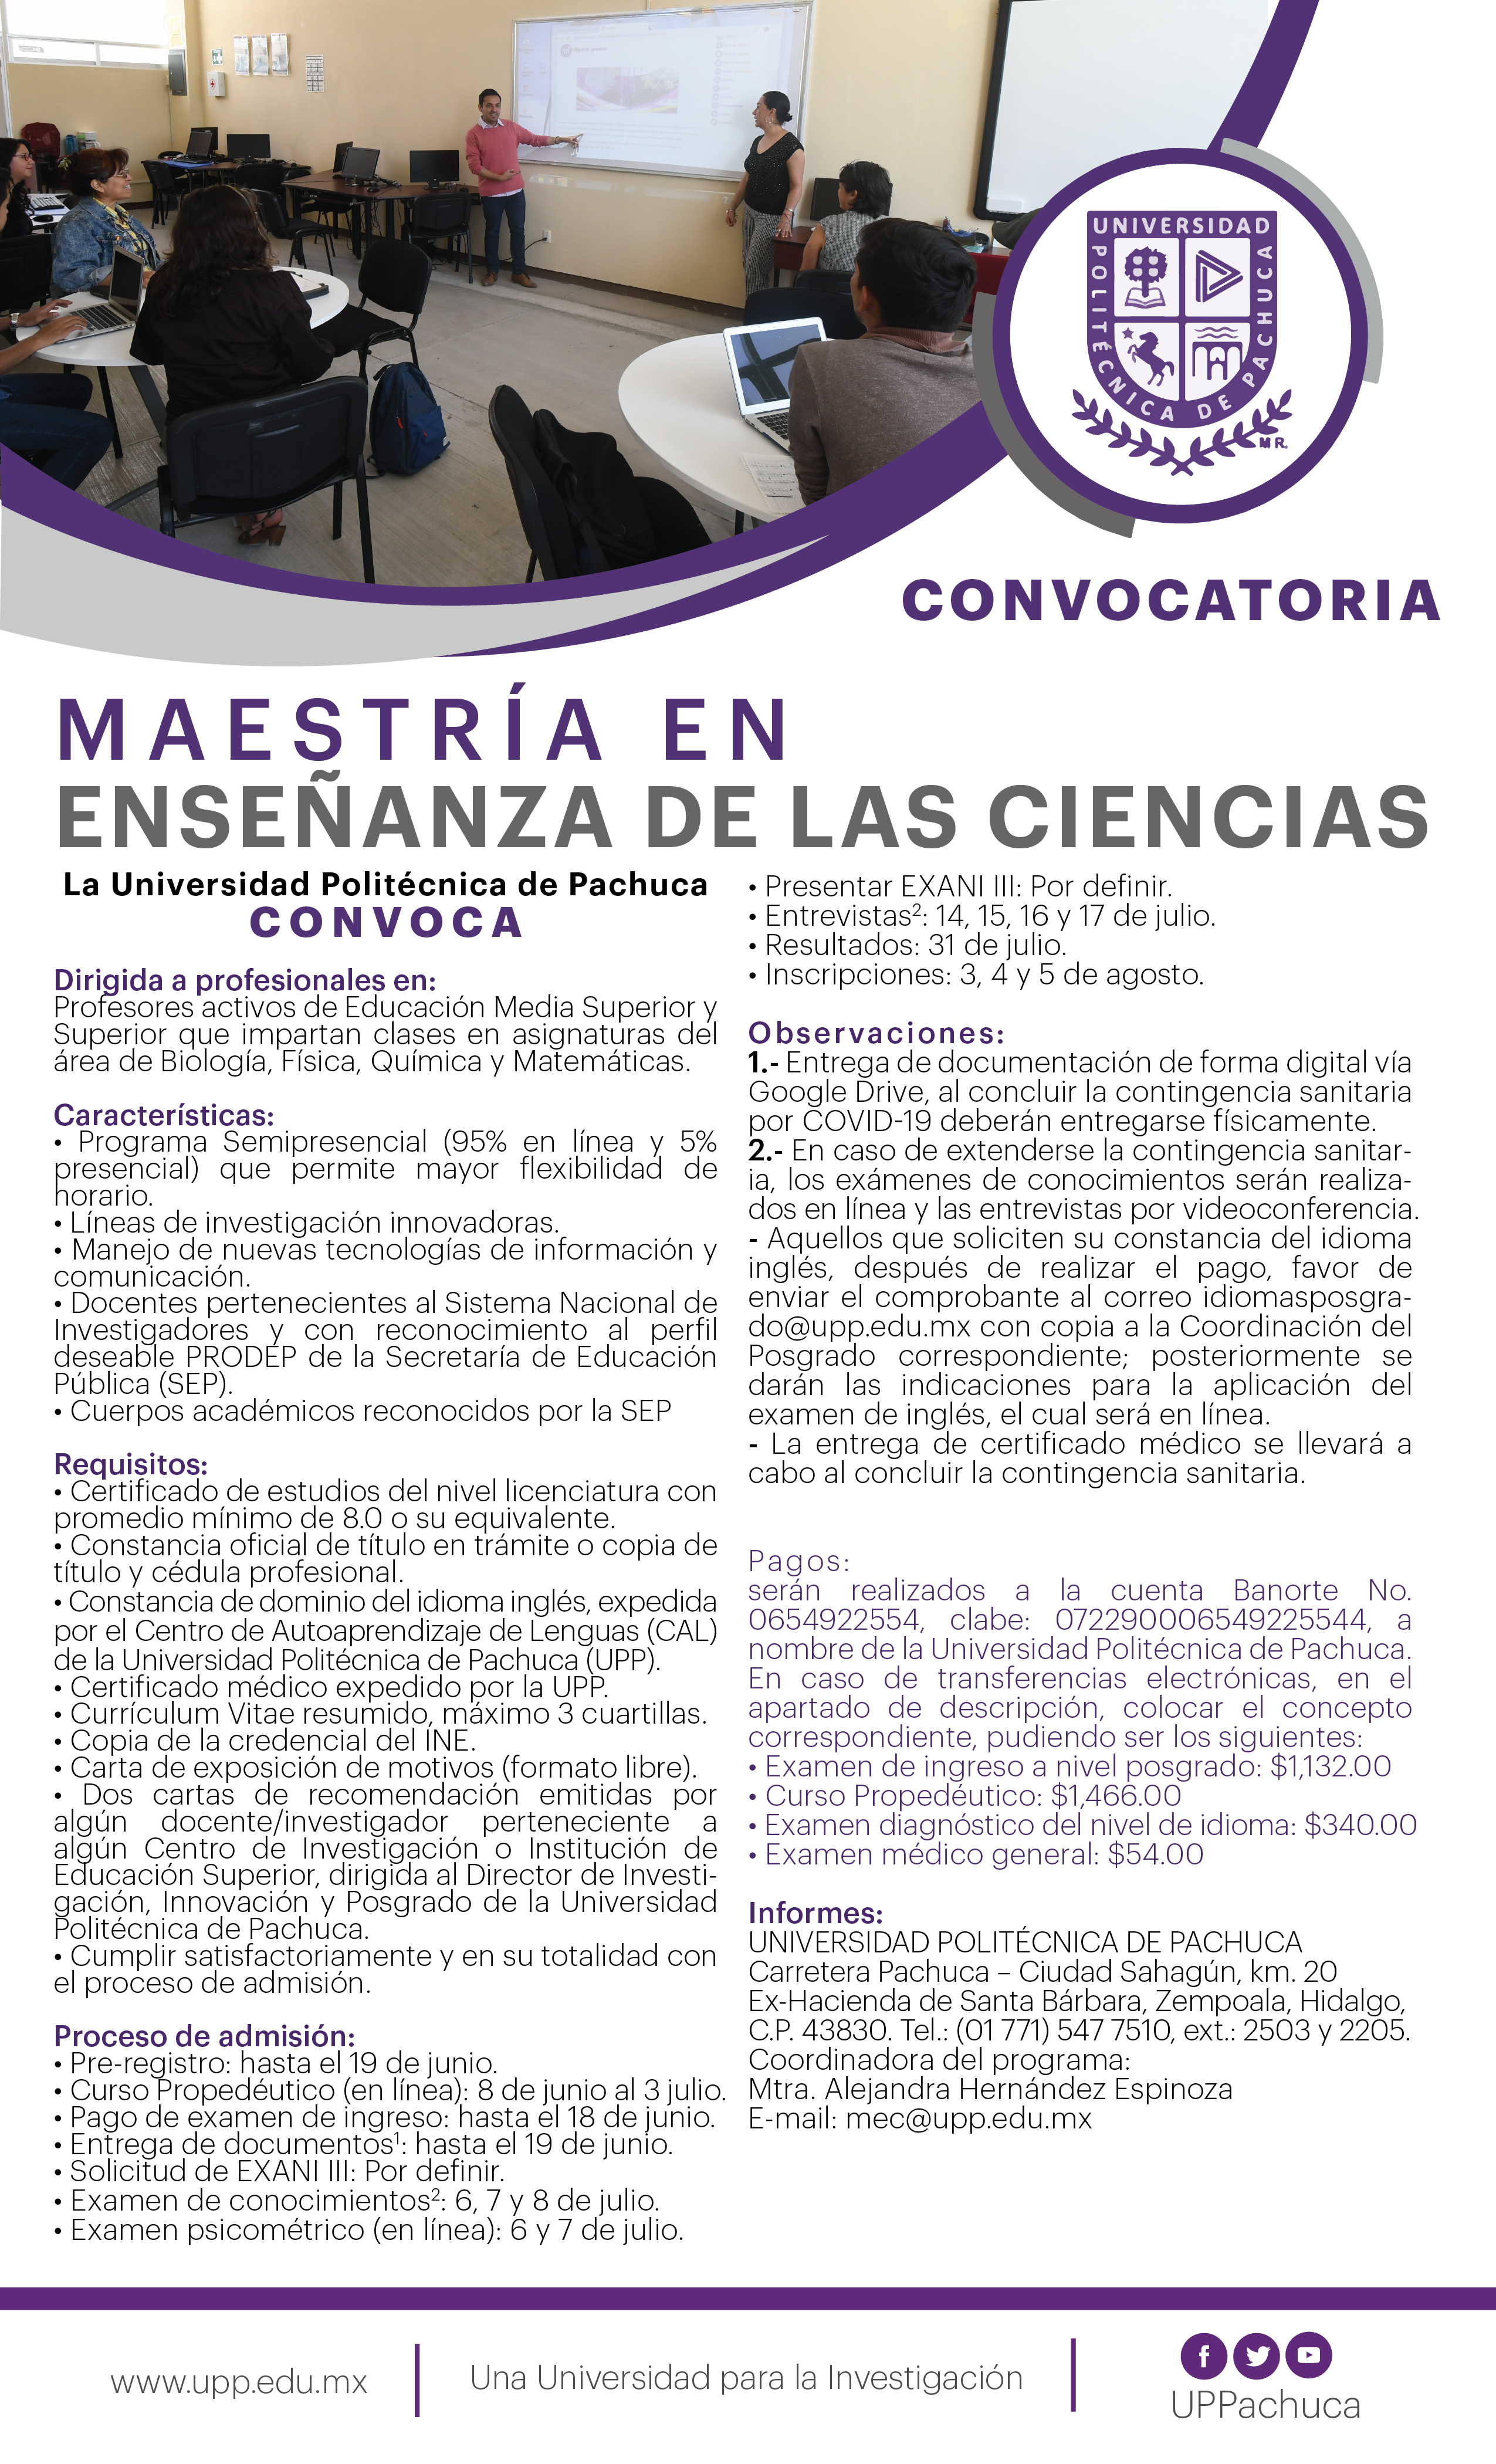 UNIVERSIDAD
POLITÉCNICA DE PACHUCA
M.R.
CONVOCATORIA
MAESTRÍA EN
ENSEÑANZA DE LAS CIENCIAS
La Universidad Politécnica de Pachuca
CONVOCA
Dirigida a profesionales en:
Profesores activos de Educación Media Superior y
Superior que impartan clases en asignaturas del
área de Biología, Física, Química y Matemáticas.
Características:
• Programa Semipresencial (95% en línea y 5%
presencial) que permite mayor flexibilidad de
horario.
• Líneas de investigación innovadoras.
• Manejo de nuevas tecnologías de información y
comunicación.
• Docentes pertenecientes al Sistema Nacional de
Investigadores y con reconocimiento al perfil
deseable PRODEP de la Secretaría de Educación
Pública (SEP).
• Cuerpos académicos reconocidos por la SEP
Requisitos:
• Certificado de estudios del nivel licenciatura con
promedio mínimo de 8.0 o su equivalente.
• Constancia oficial de título en trámite o copia de
título y cédula profesional.
• Constancia de dominio del idioma inglés, expedida
por el Centro de Autoaprendizaje de Lenguas (CAL)
de la Universidad Politécnica de Pachuca (UPP).
• Certificado médico expedido por la UPP.
• Currículum Vitae resumido, máximo 3 cuartillas.
• Copia de la credencial del INE.
• Carta de exposición de motivos (formato libre).
• Dos cartas de recomendación emitidas por
algún docente/investigador perteneciente a
algún Centro de Investigación o Institución de
Educación Superior, dirigida al Director de Investi-
gación, Innovación y Posgrado de la Universidad
Politécnica de Pachuca.
• Cumplir satisfactoriamente y en su totalidad con
el proceso de admisión.
Proceso de admisión:
• Pre-registro: hasta el 19 de junio.
• Curso Propedéutico (en línea): 8 de junio al 3 julio.
• Pago de examen de ingreso: hasta el 18 de junio.
• Entrega de documentos¹: hasta el 19 de junio.
• Solicitud de EXANI III: Por definir.
• Examen de conocimientos²: 6, 7 y 8 de julio.
• Examen psicométrico (en línea): 6 y 7 de julio.
• Presentar EXANI III: Por definir.
• Entrevistas²: 14, 15, 16 y 17 de julio.
• Resultados: 31 de julio.
• Inscripciones: 3, 4 y 5 de agosto.
Observaciones:
1.- Entrega de documentación de forma digital vía
Google Drive, al concluir la contingencia sanitaria
por COVID-19 deberán entregarse físicamente.
2.- En caso de extenderse la contingencia sanitar-
ia, los exámenes de conocimientos serán realiza-
dos en línea y las entrevistas por videoconferencia.
- Aquellos que soliciten su constancia del idioma
inglés, después de realizar el pago, favor de
enviar el comprobante al correo idiomasposgra-
do@upp.edu.mx con copia a la Coordinación del
Posgrado correspondiente; posteriormente se
darán las indicaciones para la aplicación del
examen de inglés, el cual será en línea.
- La entrega de certificado médico se llevará a
cabo al concluir la contingencia sanitaria.
Pagos:
serán realizados a la cuenta Banorte No.
0654922554, clabe: 072290006549225544, a
nombre de la Universidad Politécnica de Pachuca.
En caso de transferencias electrónicas, en el
apartado de descripción, colocar el concepto
correspondiente, pudiendo ser los siguientes:
• Examen de ingreso a nivel posgrado: $1,132.00
• Curso Propedéutico: $1,466.00
• Examen diagnóstico del nivel de idioma: $340.00
• Examen médico general: $54.00
Informes:
UNIVERSIDAD POLITÉCNICA DE PACHUCA
Carretera Pachuca – Ciudad Sahagún, km. 20
Ex-Hacienda de Santa Bárbara, Zempoala, Hidalgo,
C.P. 43830. Tel.: (01 771) 547 7510, ext.: 2503 y 2205.
Coordinadora del programa:
Mtra. Alejandra Hernández Espinoza
E-mail: mec@upp.edu.mx
www.upp.edu.mx
Una Universidad para la Investigación
UPPachuca